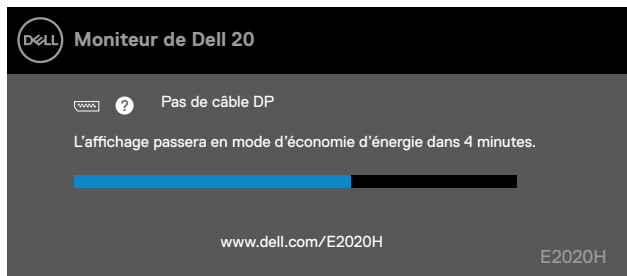 DELL
Moniteur de Dell 20
? Pas de câble DP
L'affichage passera en mode d'économie d'énergie dans 4 minutes.
www.dell.com/E2020H
E2020H